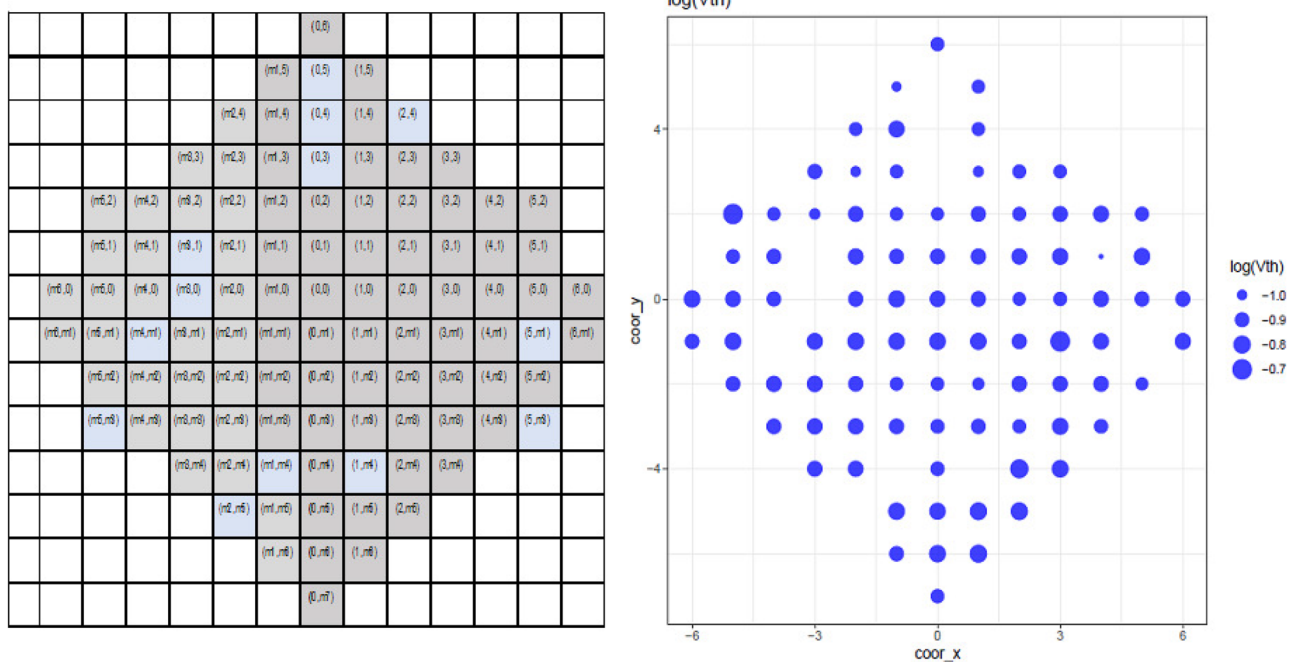 log(Vth)
(0,6)
(m1,5) (0,5) (1,5)
(m2,4) (m1,4) (0,4) (1,4) (2,4)
(m3,3) (m2,3) (m1,3) (0,3) (1,3) (2,3) (3,3)
(m5,2) (m4,2) (m3,2) (m2,2) (m1,2) (0,2) (1,2) (2,2) (3,2) (4,2) (5,2)
(m5,1) (m4,1) (m3,1) (m2,1) (m1,1) (0,1) (1,1) (2,1) (3,1) (4,1) (5,1)
(m6,0) (m5,0) (m4,0) (m3,0) (m2,0) (m1,0) (0,0) (1,0) (2,0) (3,0) (4,0) (5,0) (6,0)
(m6,m1) (m5,m1) (m4,m1) (m3,m1) (m2,m1) (m1,m1) (0,m1) (1,m1) (2,m1) (3,m1) (4,m1) (5,m1) (6,m1)
(m5,m2) (m4,m2) (m3,m2) (m2,m2) (m1,m2) (0,m2) (1,m2) (2,m2) (3,m2) (4,m2) (5,m2)
(m5,m3) (m4,m3) (m3,m3) (m2,m3) (m1,m3) (0,m3) (1,m3) (2,m3) (3,m3) (4,m3) (5,m3)
(m3,m4) (m2,m4) (m1,m4) (0,m4) (1,m4) (2,m4) (3,m4)
(m2,m5) (m1,m5) (0,m5) (1,m5) (2,m5)
(m1,m6) (0,m6) (1,m6)
(0,m7)
4
0
−4
coor_y
−6 −3 0 3 6
coor_x
log(Vth)
−1.0
−0.9
−0.8
−0.7